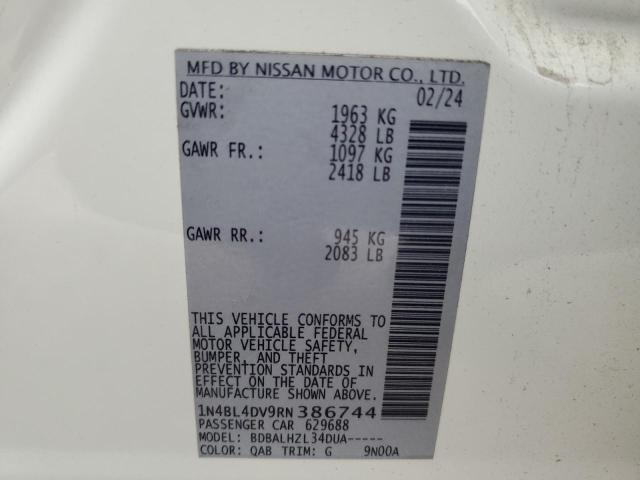 MFD BY NISSAN MOTOR CO., LTD.
DATE: 02/24
GVWR: 1963 KG
4328 LB
GAWR FR.: 1097 KG
2418 LB
GAWR RR.: 945 KG
2083 LB
THIS VEHICLE CONFORMS TO
ALL APPLICABLE FEDERAL
MOTOR VEHICLE SAFETY,
BUMPER, AND THEFT
PREVENTION STANDARDS IN
EFFECT ON THE DATE OF
MANUFACTURE SHOWN ABOVE.
1N4BL4DV9RN386744
PASSENGER CAR 629688
MODEL: BDBALHZL34DUA-----
COLOR: QAB TRIM: G 9N00A